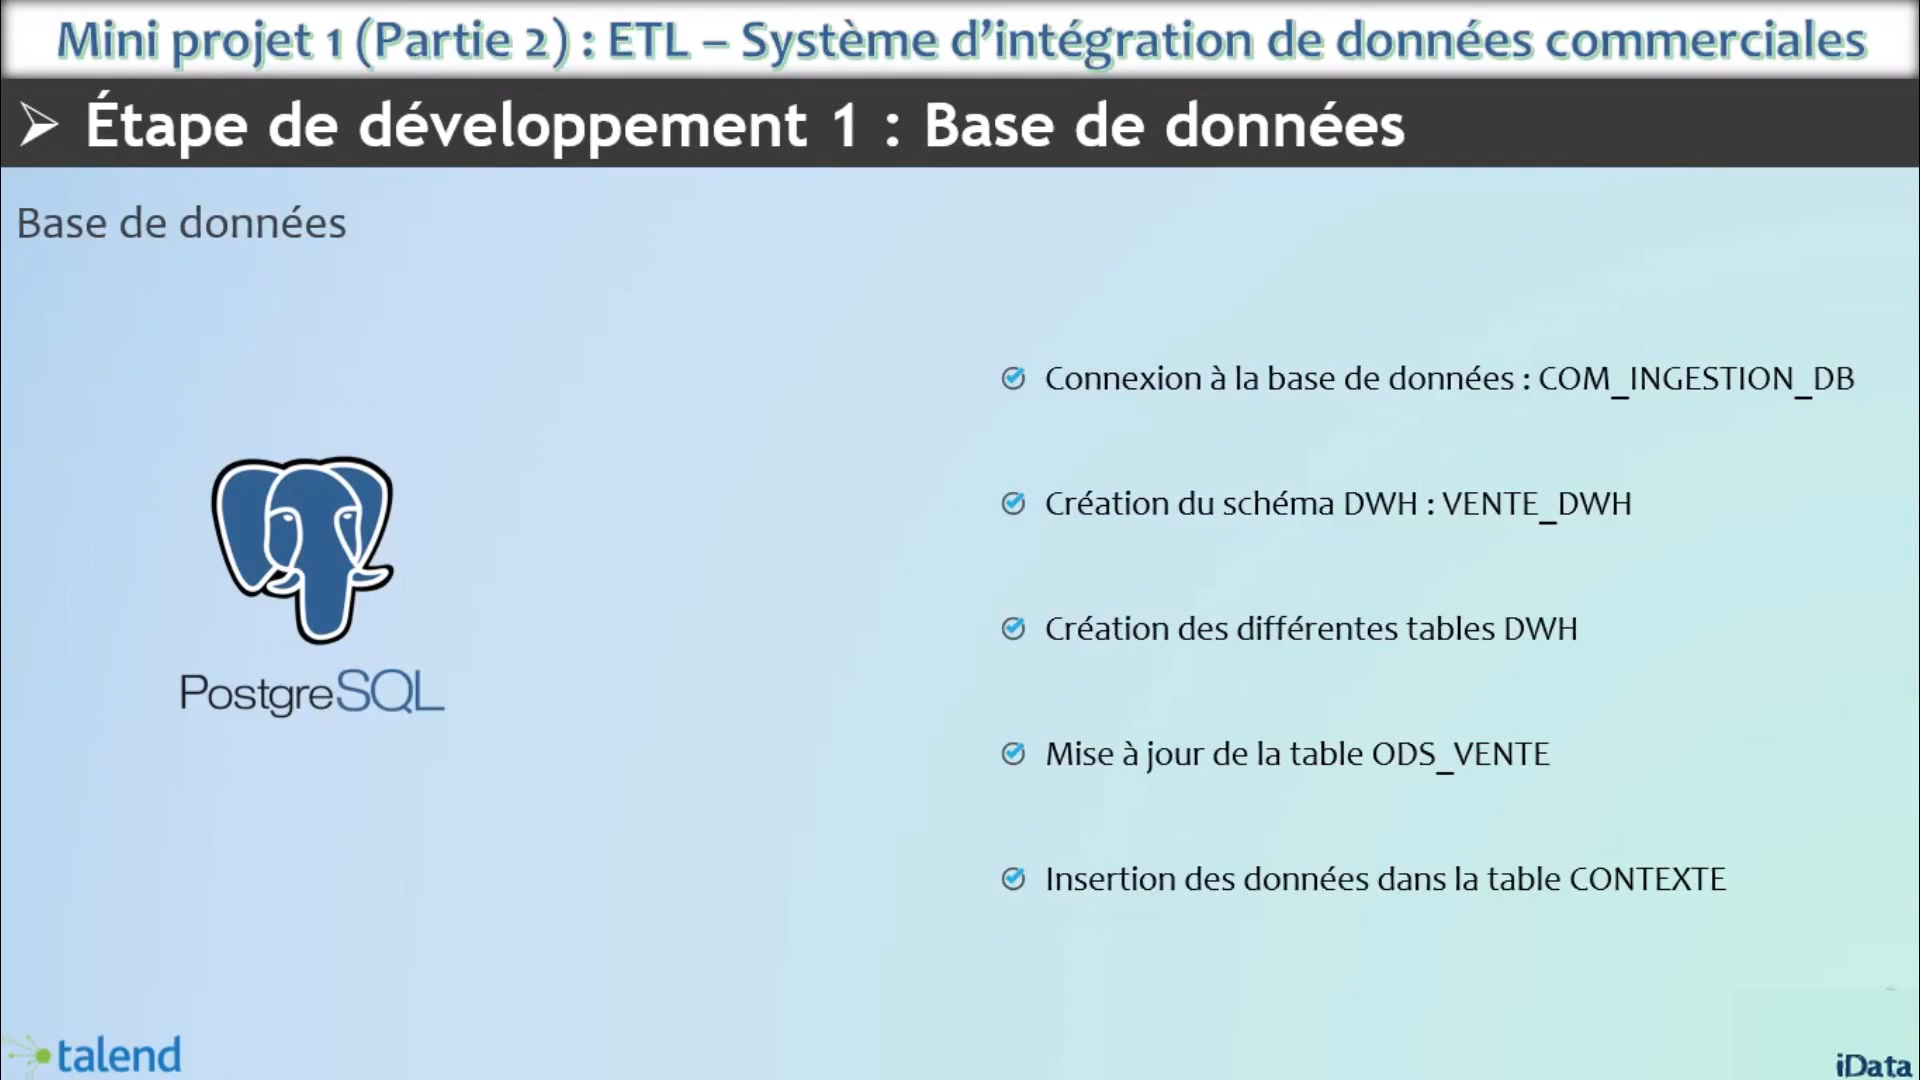 Mini projet 1 (Partie 2) : ETL – Système d'intégration de données commerciales
Étape de développement 1 : Base de données
Base de données
Connexion à la base de données : COM_INGESTION_DB
Création du schéma DWH : VENTE_DWH
Création des différentes tables DWH
Mise à jour de la table ODS_VENTE
Insertion des données dans la table CONTEXTE
PostgreSQL
talend
iData